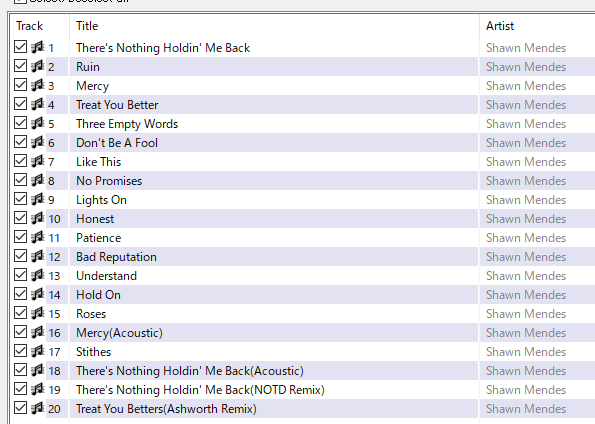 Track Title Artist
1 There's Nothing Holdin' Me Back Shawn Mendes
2 Ruin Shawn Mendes
3 Mercy Shawn Mendes
4 Treat You Better Shawn Mendes
5 Three Empty Words Shawn Mendes
6 Don't Be A Fool Shawn Mendes
7 Like This Shawn Mendes
8 No Promises Shawn Mendes
9 Lights On Shawn Mendes
10 Honest Shawn Mendes
11 Patience Shawn Mendes
12 Bad Reputation Shawn Mendes
13 Understand Shawn Mendes
14 Hold On Shawn Mendes
15 Roses Shawn Mendes
16 Mercy(Acoustic) Shawn Mendes
17 Stithes Shawn Mendes
18 There's Nothing Holdin' Me Back(Acoustic) Shawn Mendes
19 There's Nothing Holdin' Me Back(NOTD Remix) Shawn Mendes
20 Treat You Betters(Ashworth Remix) Shawn Mendes